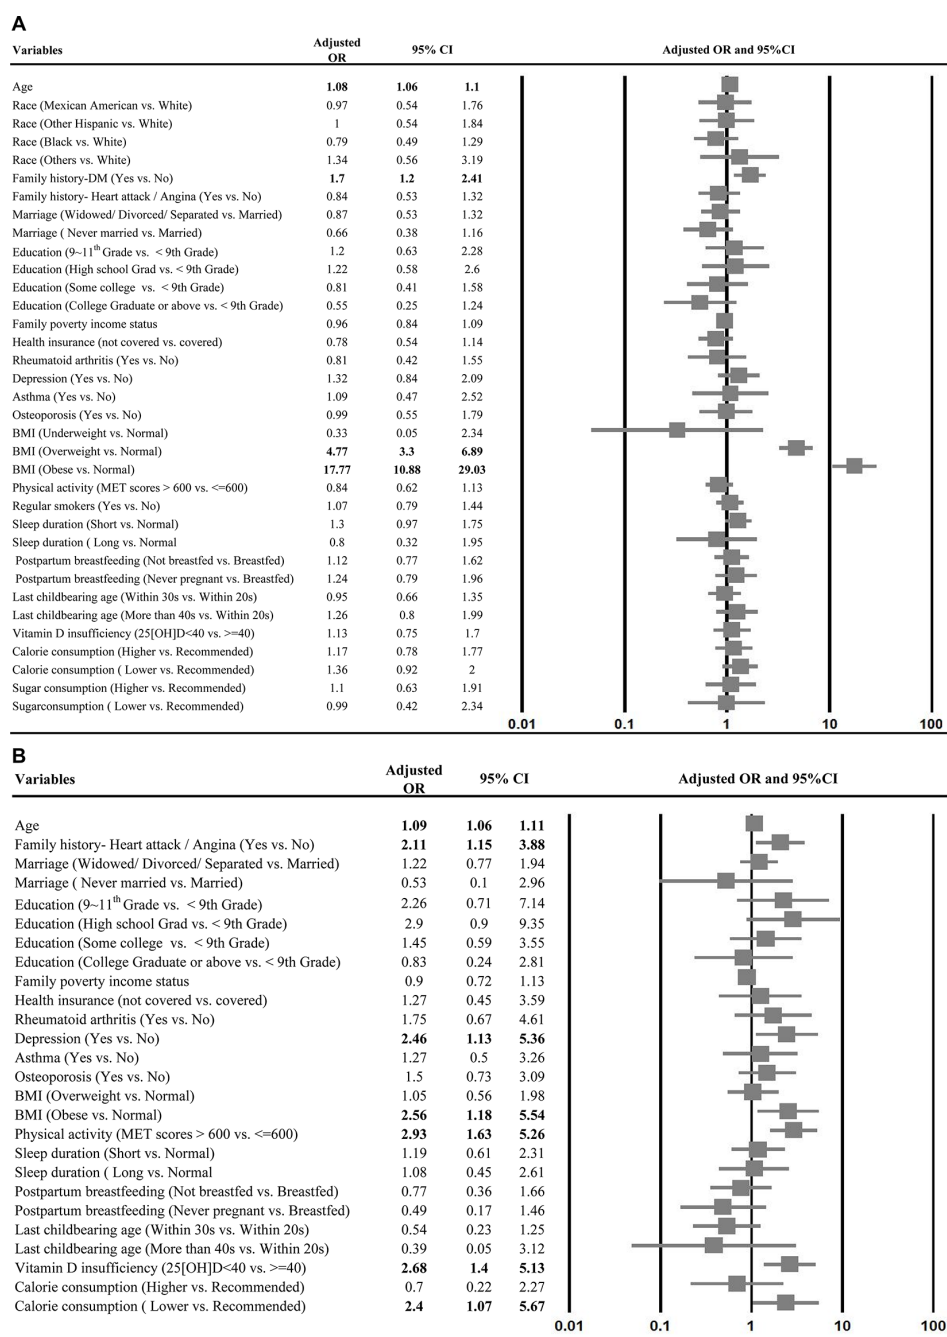 A
Variables Adjusted OR 95% CI Adjusted OR and 95%CI
Age 1.08 1.06 1.1
Race (Mexican American vs. White) 0.97 0.54 1.76
Race (Other Hispanic vs. White) 1 0.54 1.84
Race (Black vs. White) 0.79 0.49 1.29
Race (Others vs. White) 1.34 0.56 3.19
Family history-DM (Yes vs. No) 1.7 1.2 2.41
Family history- Heart attack / Angina (Yes vs. No) 0.84 0.53 1.32
Marriage (Widowed/ Divorced/ Separated vs. Married) 0.87 0.53 1.32
Marriage ( Never married vs. Married) 0.66 0.38 1.16
Education (9~11th Grade vs. < 9th Grade) 1.2 0.63 2.28
Education (High school Grad vs. < 9th Grade) 1.22 0.58 2.6
Education (Some college vs. < 9th Grade) 0.81 0.41 1.58
Education (College Graduate or above vs. < 9th Grade) 0.55 0.25 1.24
Family poverty income status 0.96 0.84 1.09
Health insurance (not covered vs. covered) 0.78 0.54 1.14
Rheumatoid arthritis (Yes vs. No) 0.81 0.42 1.55
Depression (Yes vs. No) 1.32 0.84 2.09
Asthma (Yes vs. No) 1.09 0.47 2.52
Osteoporosis (Yes vs. No) 0.99 0.55 1.79
BMI (Underweight vs. Normal) 0.33 0.05 2.34
BMI (Overweight vs. Normal) 4.77 3.3 6.89
BMI (Obese vs. Normal) 17.77 10.88 29.03
Physical activity (MET scores > 600 vs. <=600) 0.84 0.62 1.13
Regular smokers (Yes vs. No) 1.07 0.79 1.44
Sleep duration (Short vs. Normal) 1.3 0.97 1.75
Sleep duration ( Long vs. Normal 0.8 0.32 1.95
Postpartum breastfeeding (Not breastfed vs. Breastfed) 1.12 0.77 1.62
Postpartum breastfeeding (Never pregnant vs. Breastfed) 1.24 0.79 1.96
Last childbearing age (Within 30s vs. Within 20s) 0.95 0.66 1.35
Last childbearing age (More than 40s vs. Within 20s) 1.26 0.8 1.99
Vitamin D insufficiency (25[OH]D<40 vs. >=40) 1.13 0.75 1.7
Calorie consumption (Higher vs. Recommended) 1.17 0.78 1.77
Calorie consumption ( Lower vs. Recommended) 1.36 0.92 2
Sugar consumption (Higher vs. Recommended) 1.1 0.63 1.91
Sugarconsumption ( Lower vs. Recommended) 0.99 0.42 2.34
0.01 0.1 1 10 100
B
Variables Adjusted OR 95% CI Adjusted OR and 95%CI
Age 1.09 1.06 1.11
Family history- Heart attack / Angina (Yes vs. No) 2.11 1.15 3.88
Marriage (Widowed/ Divorced/ Separated vs. Married) 1.22 0.77 1.94
Marriage ( Never married vs. Married) 0.53 0.1 2.96
Education (9~11th Grade vs. < 9th Grade) 2.26 0.71 7.14
Education (High school Grad vs. < 9th Grade) 2.9 0.9 9.35
Education (Some college vs. < 9th Grade) 1.45 0.59 3.55
Education (College Graduate or above vs. < 9th Grade) 0.83 0.24 2.81
Family poverty income status 0.9 0.72 1.13
Health insurance (not covered vs. covered) 1.27 0.45 3.59
Rheumatoid arthritis (Yes vs. No) 1.75 0.67 4.61
Depression (Yes vs. No) 2.46 1.13 5.36
Asthma (Yes vs. No) 1.27 0.5 3.26
Osteoporosis (Yes vs. No) 1.5 0.73 3.09
BMI (Overweight vs. Normal) 1.05 0.56 1.98
BMI (Obese vs. Normal) 2.56 1.18 5.54
Physical activity (MET scores > 600 vs. <=600) 2.93 1.63 5.26
Sleep duration (Short vs. Normal) 1.19 0.61 2.31
Sleep duration ( Long vs. Normal 1.08 0.45 2.61
Postpartum breastfeeding (Not breastfed vs. Breastfed) 0.77 0.36 1.66
Postpartum breastfeeding (Never pregnant vs. Breastfed) 0.49 0.17 1.46
Last childbearing age (Within 30s vs. Within 20s) 0.54 0.23 1.25
Last childbearing age (More than 40s vs. Within 20s) 0.39 0.05 3.12
Vitamin D insufficiency (25[OH]D<40 vs. >=40) 2.68 1.4 5.13
Calorie consumption (Higher vs. Recommended) 0.7 0.22 2.27
Calorie consumption ( Lower vs. Recommended) 2.4 1.07 5.67
0.01 0.1 1 10 100